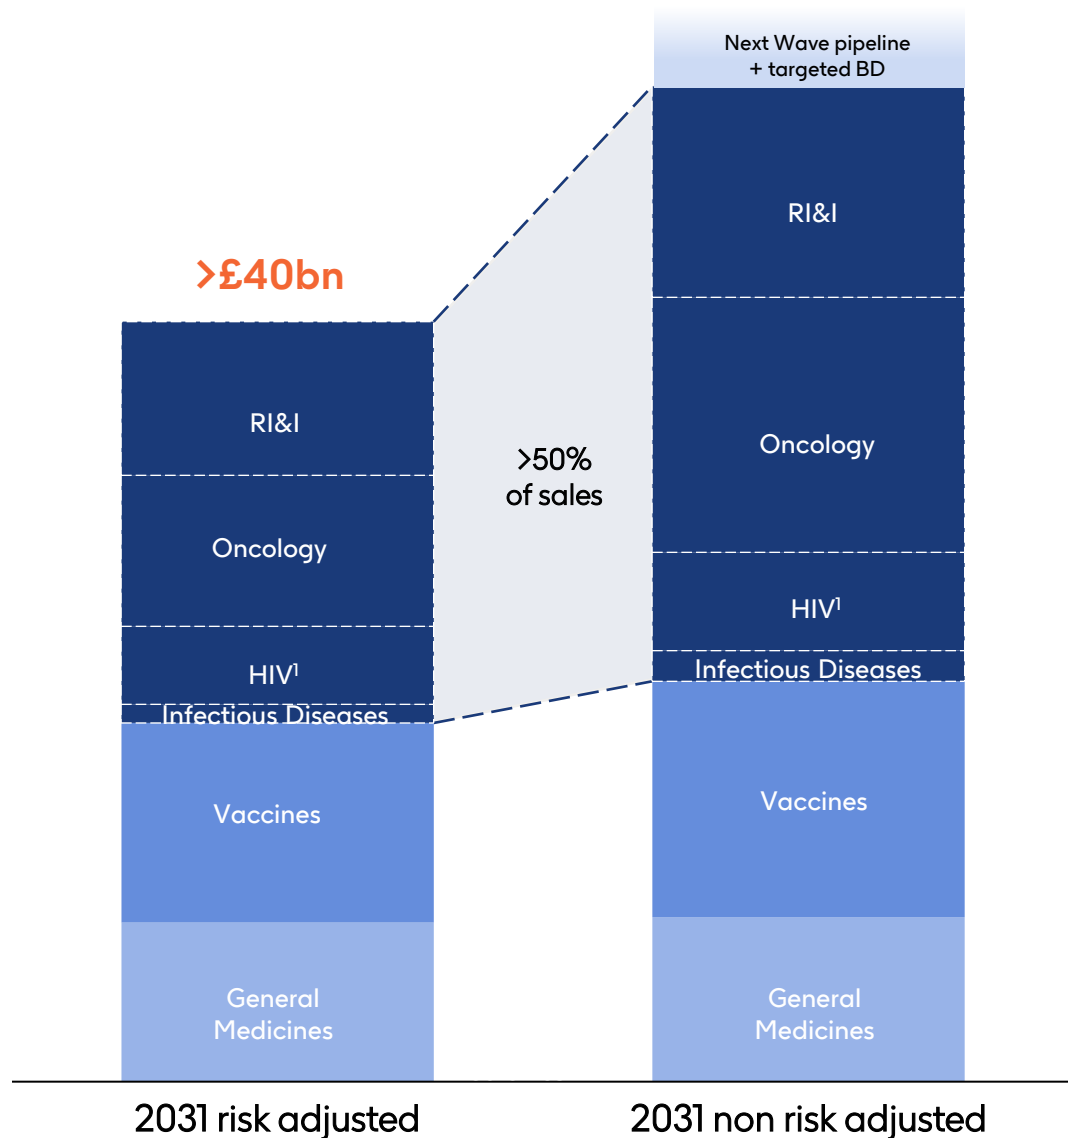 Next Wave pipeline
+ targeted BD
>£40bn
RI&I
Oncology
HIV¹
Infectious Diseases
Vaccines
General
Medicines
>50%
of sales
RI&I
Oncology
HIV¹
Infectious Diseases
Vaccines
General
Medicines
2031 risk adjusted
2031 non risk adjusted